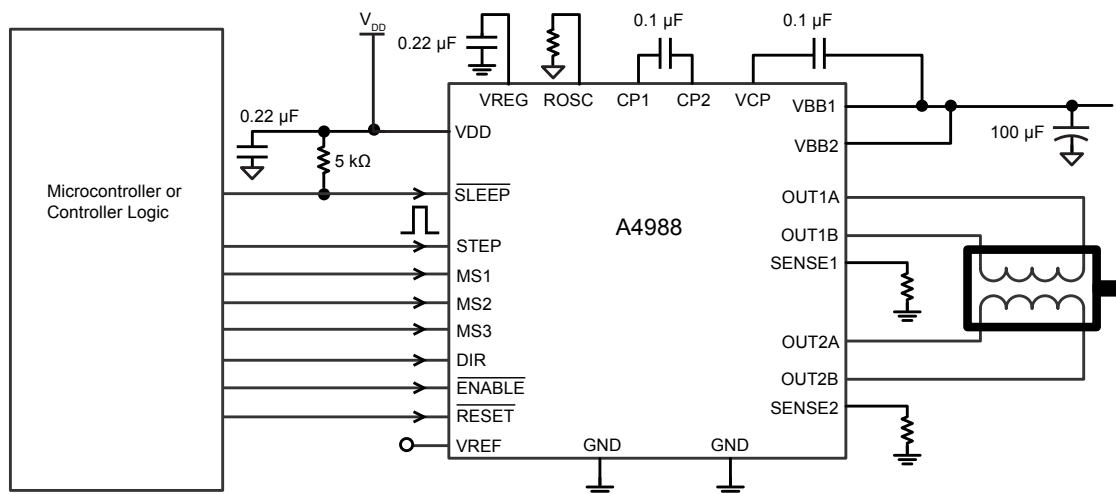 V_DD
0.22 µF
0.1 µF
0.1 µF
VREG
ROSC
CP1
CP2
VCP
VBB1
0.22 µF
VDD
5 kΩ
VBB2
100 µF
Microcontroller or
Controller Logic
SLEEP
OUT1A
A4988
STEP
OUT1B
MS1
SENSE1
MS2
MS3
OUT2A
DIR
ENABLE
OUT2B
RESET
SENSE2
VREF
GND
GND